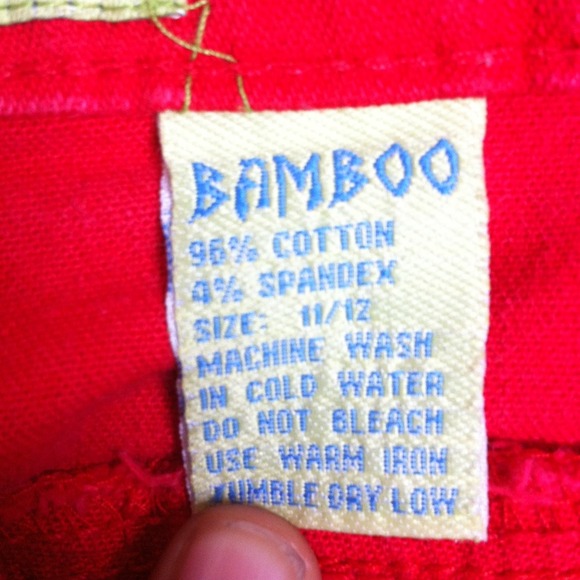 BAMBOO
96% COTTON
4% SPANDEX
SIZE: 11/12
MACHINE WASH
IN COLD WATER
DO NOT BLEACH
USE WARM IRON
TUMBLE DRY LOW